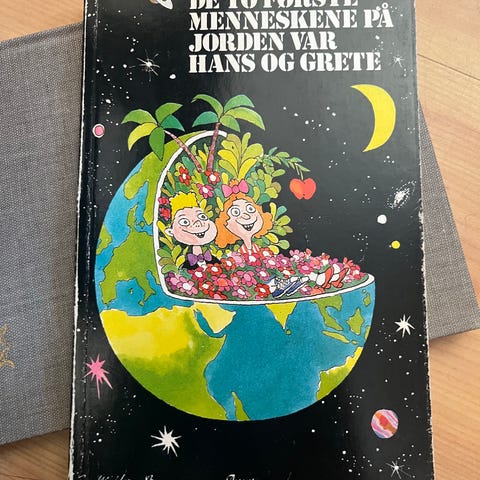 DE TO FØRSTE
MENNESKENE PÅ
JORDEN VAR
HANS OG GRETE